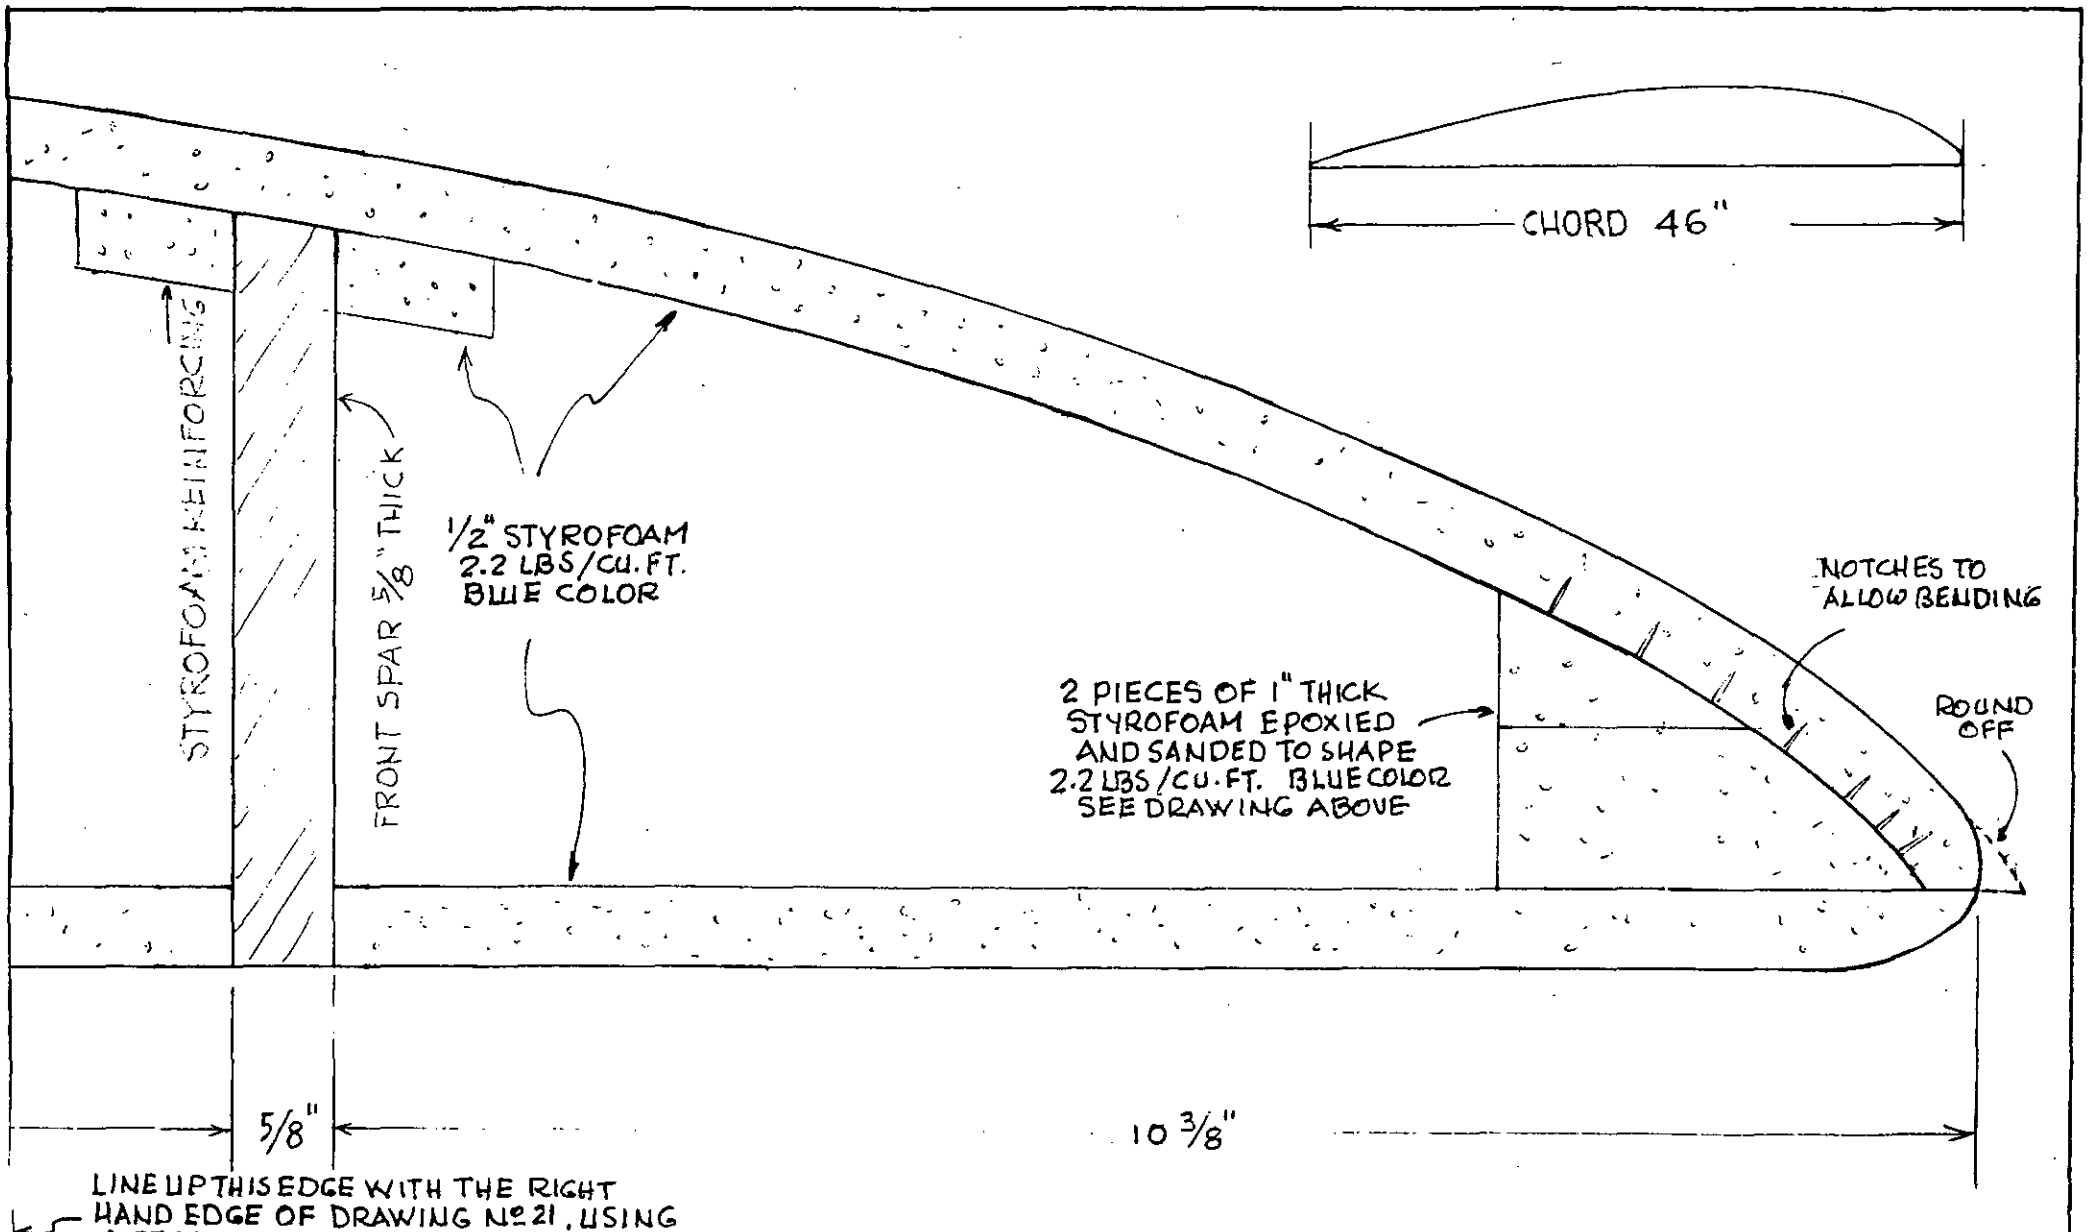 CHORD 46"
STYROFOAM REINFORCING
FRONT SPAR 5/8" THICK
1/2" STYROFOAM
2.2 LBS/CU.FT.
BLUE COLOR
NOTCHES TO
ALLOW BENDING
2 PIECES OF 1" THICK
STYROFOAM EPOXIED
AND SANDED TO SHAPE
2.2 LBS/CU.FT. BLUE COLOR
SEE DRAWING ABOVE
ROUND
OFF
5/8"
10 3/8"
LINE UP THIS EDGE WITH THE RIGHT
HAND EDGE OF DRAWING Nº 21, USING